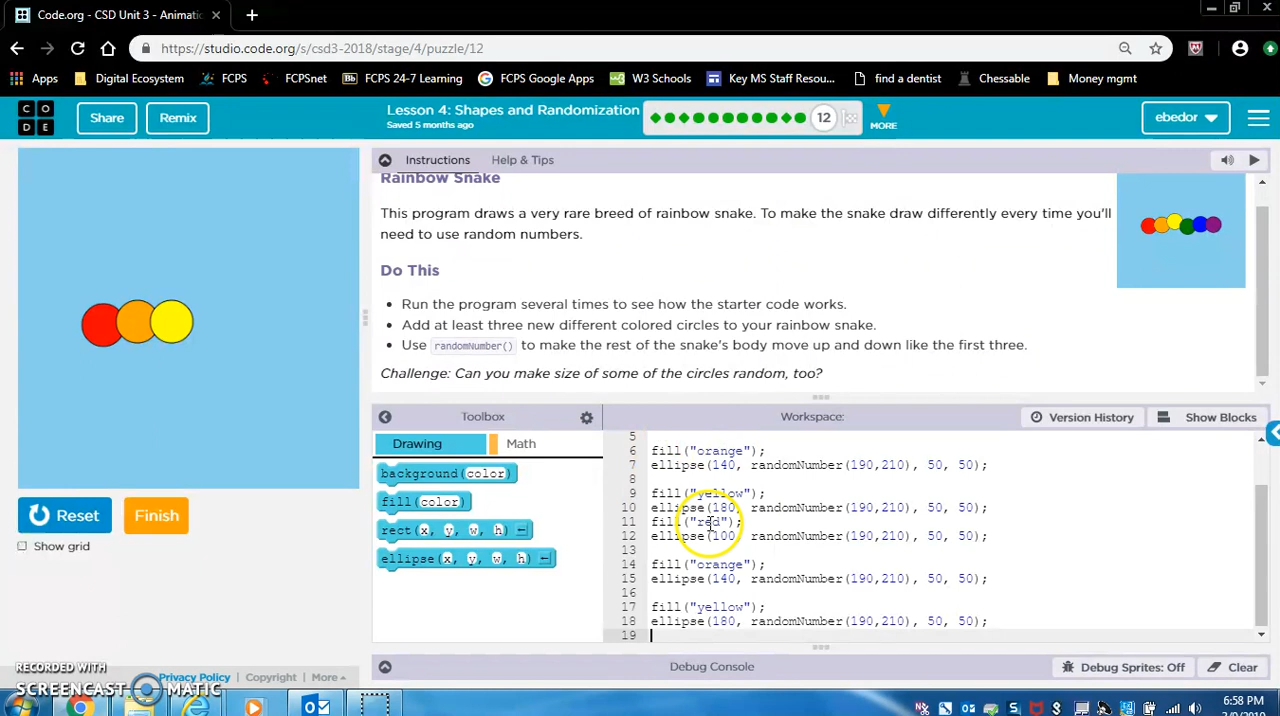 Code.org - CSD Unit 3 - Animatio
https://studio.code.org/s/csd3-2018/stage/4/puzzle/12
Apps Digital Ecosystem FCPS FCPSnet Bb FCPS 24-7 Learning FCPS Google Apps W3 Schools Key MS Staff Resou... find a dentist Chessable Money mgmt
C O
D E
Share
Remix
Lesson 4: Shapes and Randomization
Saved 5 months ago
12
MORE
ebedor
Instructions
Help & Tips
Rainbow Snake
This program draws a very rare breed of rainbow snake. To make the snake draw differently every time you'll
need to use random numbers.
Do This
• Run the program several times to see how the starter code works.
• Add at least three new different colored circles to your rainbow snake.
• Use randomNumber() to make the rest of the snake's body move up and down like the first three.
Challenge: Can you make size of some of the circles random, too?
Toolbox
Workspace:
Version History
Show Blocks
Drawing
Math
background(color)
fill(color)
rect(x, y, w, h)
ellipse(x, y, w, h)
5
6 fill("orange");
7 ellipse(140, randomNumber(190,210), 50, 50);
8
9 fill("yellow");
10 ellipse(180, randomNumber(190,210), 50, 50);
11 fill("red");
12 ellipse(100, randomNumber(190,210), 50, 50);
13
14 fill("orange");
15 ellipse(140, randomNumber(190,210), 50, 50);
16
17 fill("yellow");
18 ellipse(180, randomNumber(190,210), 50, 50);
19
Reset
Finish
Show grid
Debug Console
Debug Sprites: Off
Clear
Privacy Policy | Copyright | More
RECORDED WITH
SCREENCAST MATIC
6:58 PM